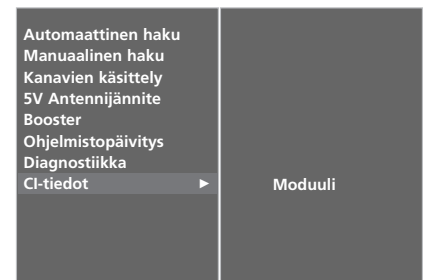 Automaattinen haku
Manuaalinen haku
Kanavien käsittely
5V Antennijännite
Booster
Ohjelmistopäivitys
Diagnostiikka
CI-tiedot ►
Moduuli